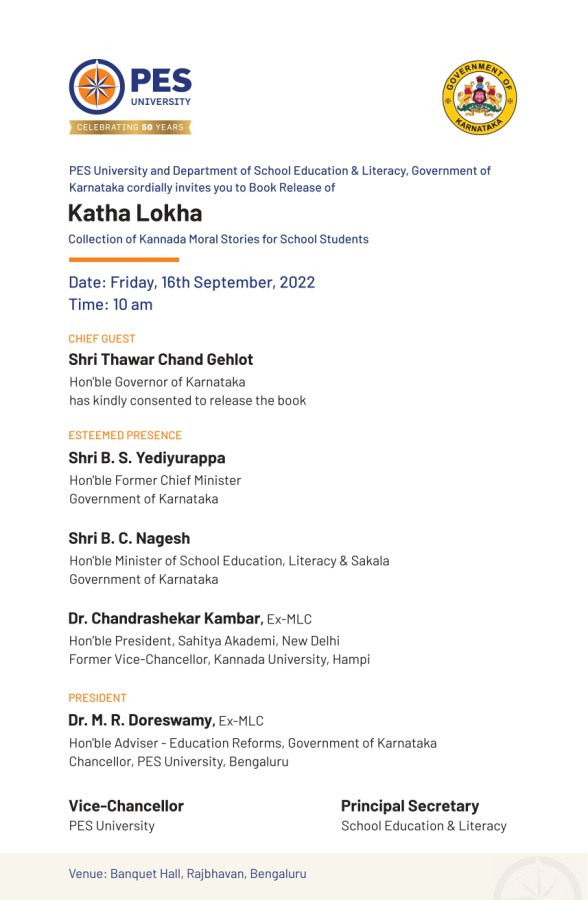 PES
UNIVERSITY
CELEBRATING 50 YEARS
GOVERNMENT OF
KARNATAKA
PES University and Department of School Education & Literacy, Government of
Karnataka cordially invites you to Book Release of
Katha Lokha
Collection of Kannada Moral Stories for School Students
Date: Friday, 16th September, 2022
Time: 10 am
CHIEF GUEST
Shri Thawar Chand Gehlot
Hon'ble Governor of Karnataka
has kindly consented to release the book
ESTEEMED PRESENCE
Shri B. S. Yediyurappa
Hon'ble Former Chief Minister
Government of Karnataka
Shri B. C. Nagesh
Hon'ble Minister of School Education, Literacy & Sakala
Government of Karnataka
Dr. Chandrashekar Kambar, Ex-MLC
Hon’ble President, Sahitya Akademi, New Delhi
Former Vice-Chancellor, Kannada University, Hampi
PRESIDENT
Dr. M. R. Doreswamy, Ex-MLC
Hon'ble Adviser - Education Reforms, Government of Karnataka
Chancellor, PES University, Bengaluru
Vice-Chancellor
PES University
Principal Secretary
School Education & Literacy
Venue: Banquet Hall, Rajbhavan, Bengaluru